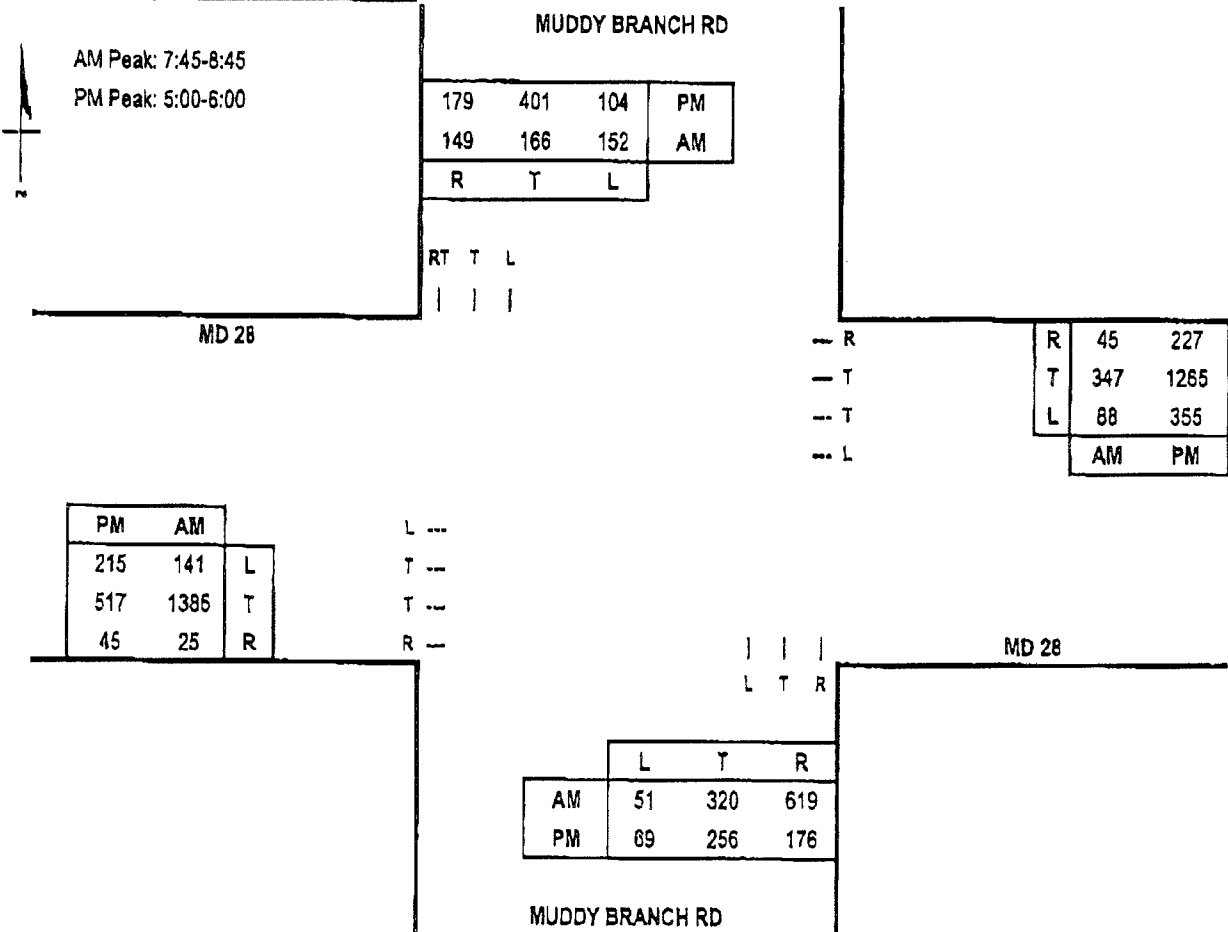 MUDDY BRANCH RD
AM Peak: 7:45-8:45
PM Peak: 5:00-6:00
179 401 104 PM
149 166 152 AM
R T L
RT T L
MD 28
R
T
T
L
R 45 227
T 347 1265
L 88 355
AM PM
PM AM
215 141 L
517 1385 T
45 25 R
L
T
T
R
L T R
MD 28
L T R
AM 51 320 619
PM 69 256 176
MUDDY BRANCH RD